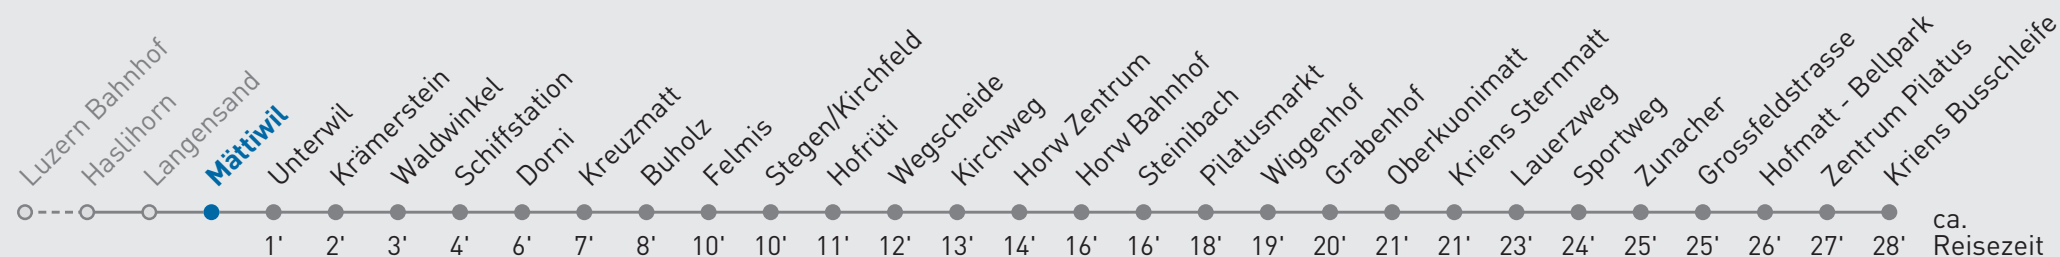 Luzern Bahnhof
Haslihorn
Langensand
Mättiwil
Unterwil
Krämerstein
Waldwinkel
Schiffstation
Dorni
Kreuzmatt
Buholz
Felmis
Stegen/Kirchfeld
Hofrüti
Wegscheide
Kirchweg
Horw Zentrum
Horw Bahnhof
Steinibach
Pilatusmarkt
Wiggenhof
Grabenhof
Oberkuonimatt
Kriens Sternmatt
Lauerzweg
Sportweg
Zunacher
Grossfeldstrasse
Hofmatt - Bellpark
Zentrum Pilatus
Kriens Busschleife
1' 2' 3' 4' 6' 7' 8' 10' 10' 11' 12' 13' 14' 16' 16' 18' 19' 20' 21' 21' 23' 24' 25' 25' 26' 27' 28'
ca.
Reisezeit